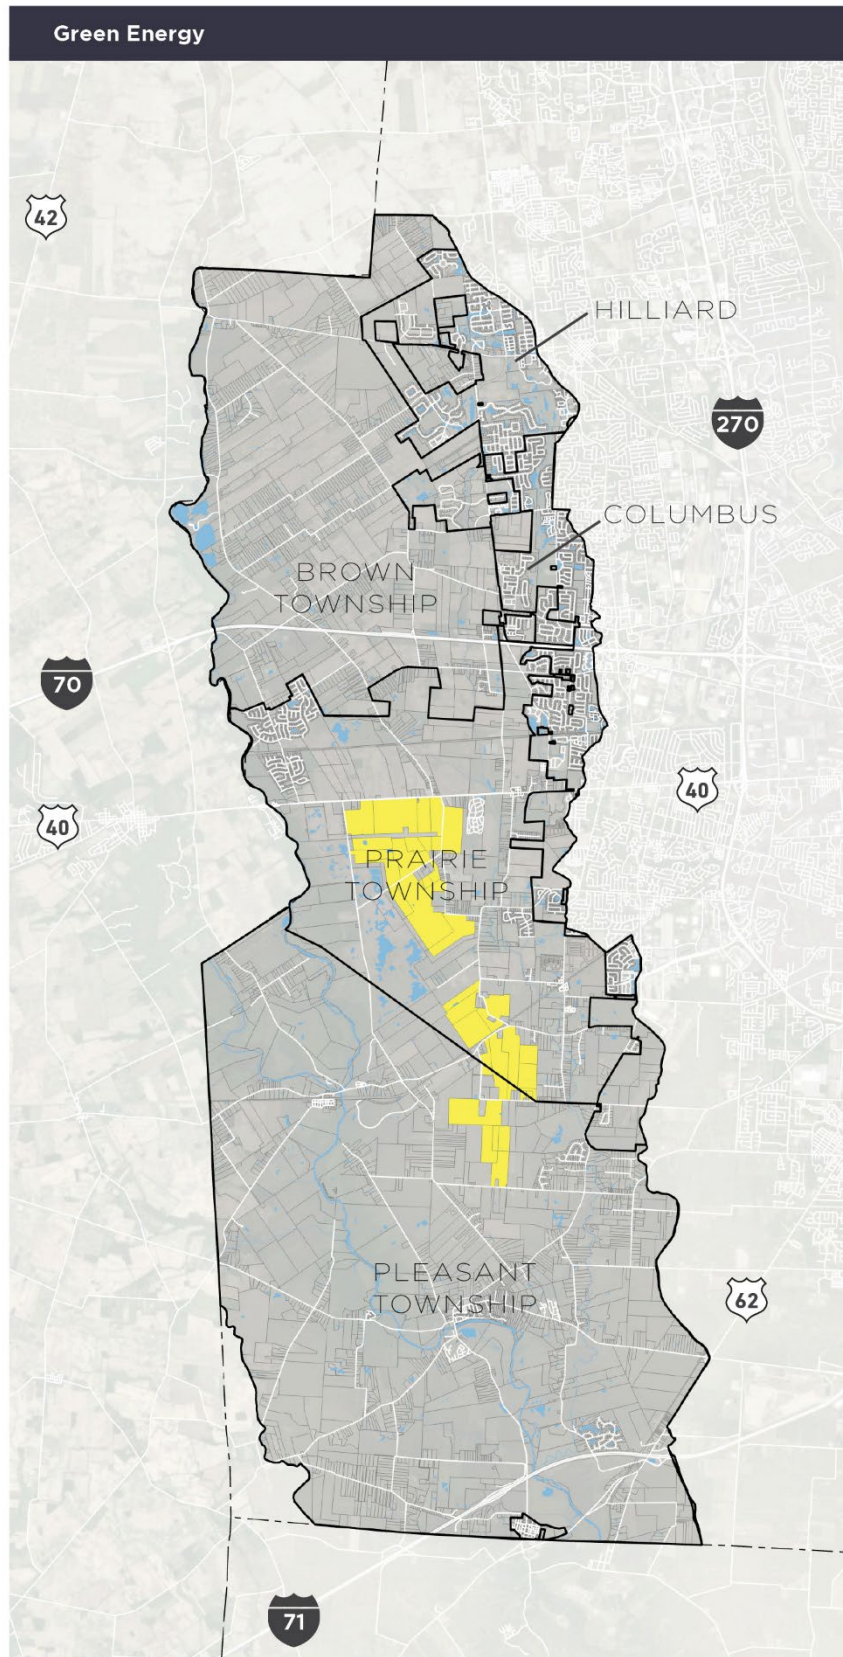 Green Energy
42
HILLIARD
270
COLUMBUS
BROWN
TOWNSHIP
70
40
40
PRAIRIE
TOWNSHIP
PLEASANT
TOWNSHIP
62
71